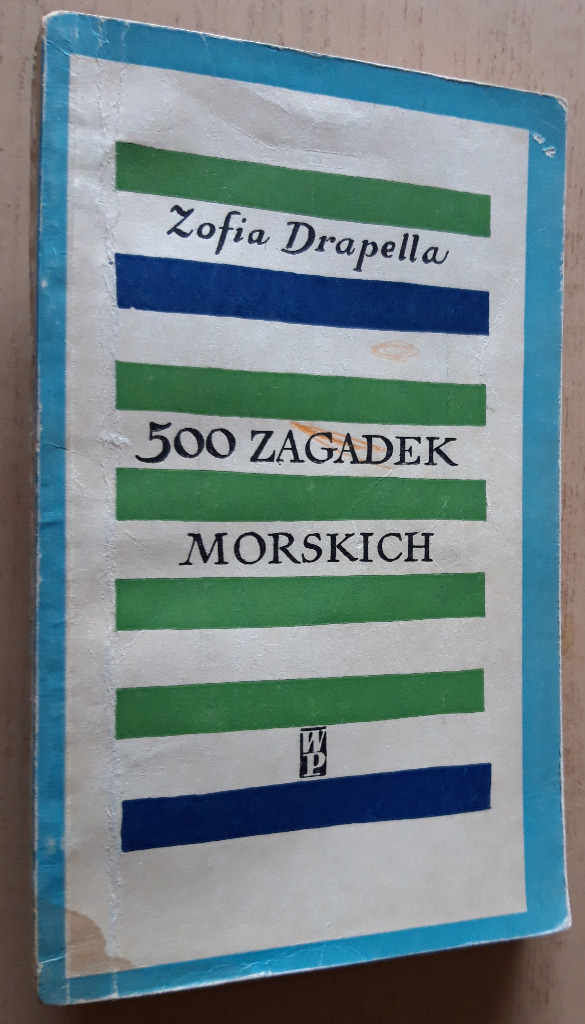 Zofia Drapella
500 ZAGADEK
MORSKICH
WP